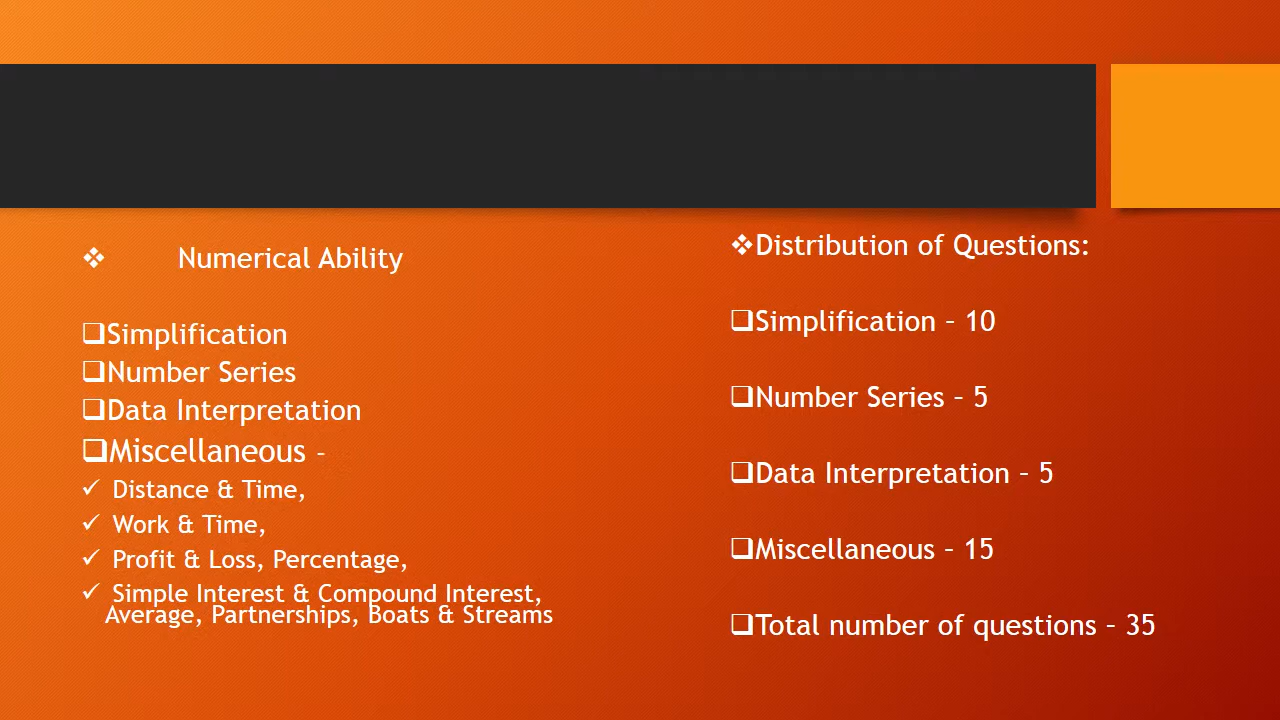 ❖ Numerical Ability
❑Simplification
❑Number Series
❑Data Interpretation
❑Miscellaneous –
✓ Distance & Time,
✓ Work & Time,
✓ Profit & Loss, Percentage,
✓ Simple Interest & Compound Interest,
Average, Partnerships, Boats & Streams
❖Distribution of Questions:
❑Simplification – 10
❑Number Series – 5
❑Data Interpretation – 5
❑Miscellaneous – 15
❑Total number of questions – 35